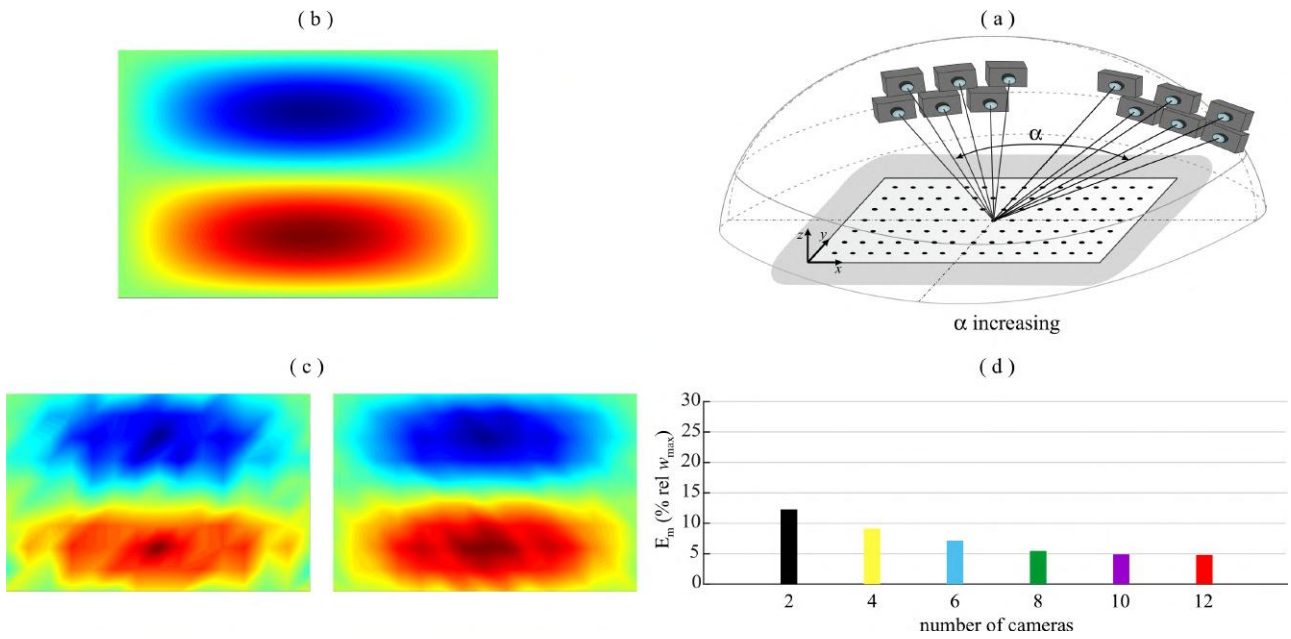 ( b )
( a )
α
z
y
x
α increasing
( c )
( d )
E_m (% rel w_max)
30
25
20
15
10
5
0
2 4 6 8 10 12
number of cameras